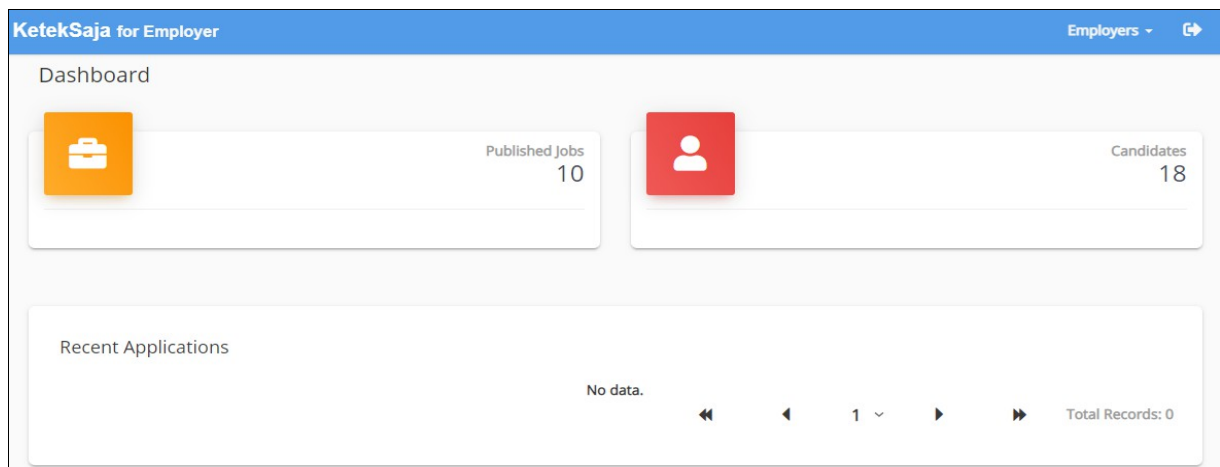 KetekSaja for Employer
Employers
Dashboard
Published Jobs
10
Candidates
18
Recent Applications
No data.
1
Total Records: 0